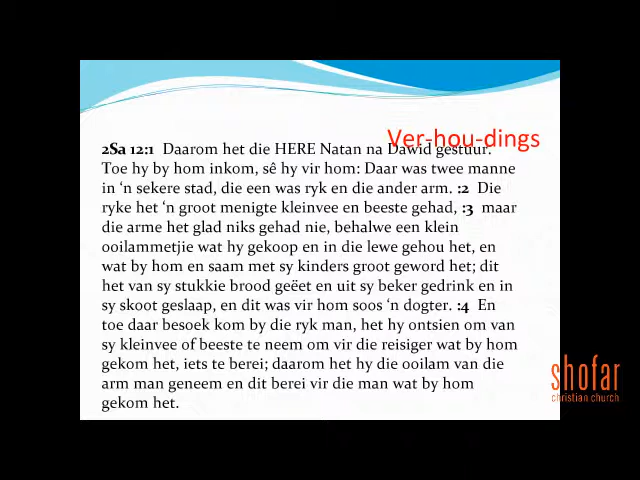 Ver-hou-dings
2Sa 12:1 Daarom het die HERE Natan na Dawid gestuur.
Toe hy by hom inkom, sê hy vir hom: Daar was twee manne
in ‘n sekere stad, die een was ryk en die ander arm. :2 Die
ryke het ‘n groot menigte kleinvee en beeste gehad, :3 maar
die arme het glad niks gehad nie, behalwe een klein
ooilammetjie wat hy gekoop en in die lewe gehou het, en
wat by hom en saam met sy kinders groot geword het; dit
het van sy stukkie brood geëet en uit sy beker gedrink en in
sy skoot geslaap, en dit was vir hom soos ‘n dogter. :4 En
toe daar besoek kom by die ryk man, het hy ontsien om van
sy kleinvee of beeste te neem om vir die reisiger wat by hom
gekom het, iets te berei; daarom het hy die ooilam van die
arm man geneem en dit berei vir die man wat by hom
gekom het.
shofar
christian church